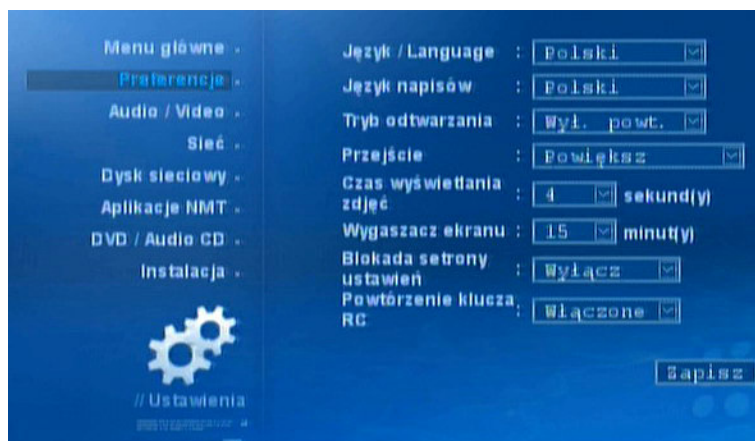 Menu główne
Preferencje
Audio / Video
Sieć
Dysk sieciowy
Aplikacje NMT
DVD / Audio CD
Instalacja
// Ustawienia
Język / Language : Polski
Język napisów : Polski
Tryb odtwarzania : Wył. powt.
Przejście : Powiększ
Czas wyświetlania
zdjęć : 4 sekund(y)
Wygaszacz ekranu : 15 minut(y)
Blokada setrony
ustawień : Wyłącz
Powtórzenie klucza
RC : Włączone
Zapisz